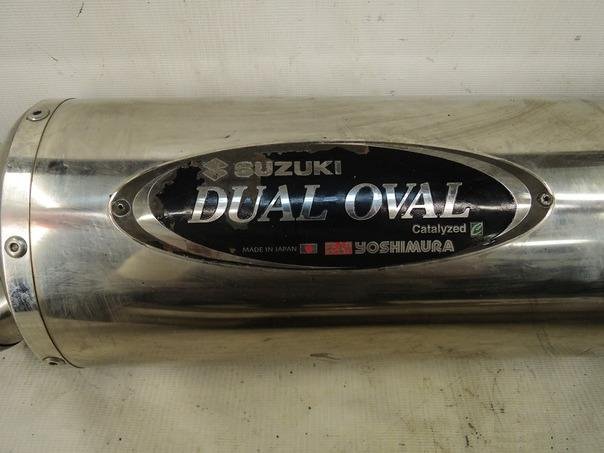 SUZUKI
DUAL OVAL
Catalyzed e
MADE IN JAPAN YOSHIMURA